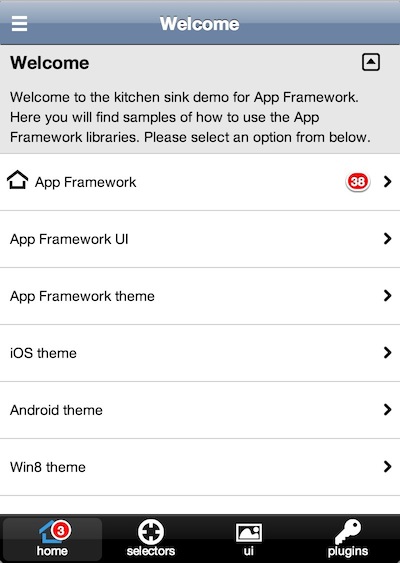 Welcome
Welcome
Welcome to the kitchen sink demo for App Framework.
Here you will find samples of how to use the App
Framework libraries. Please select an option from below.
App Framework 38
App Framework UI
App Framework theme
iOS theme
Android theme
Win8 theme
3
home selectors ui plugins